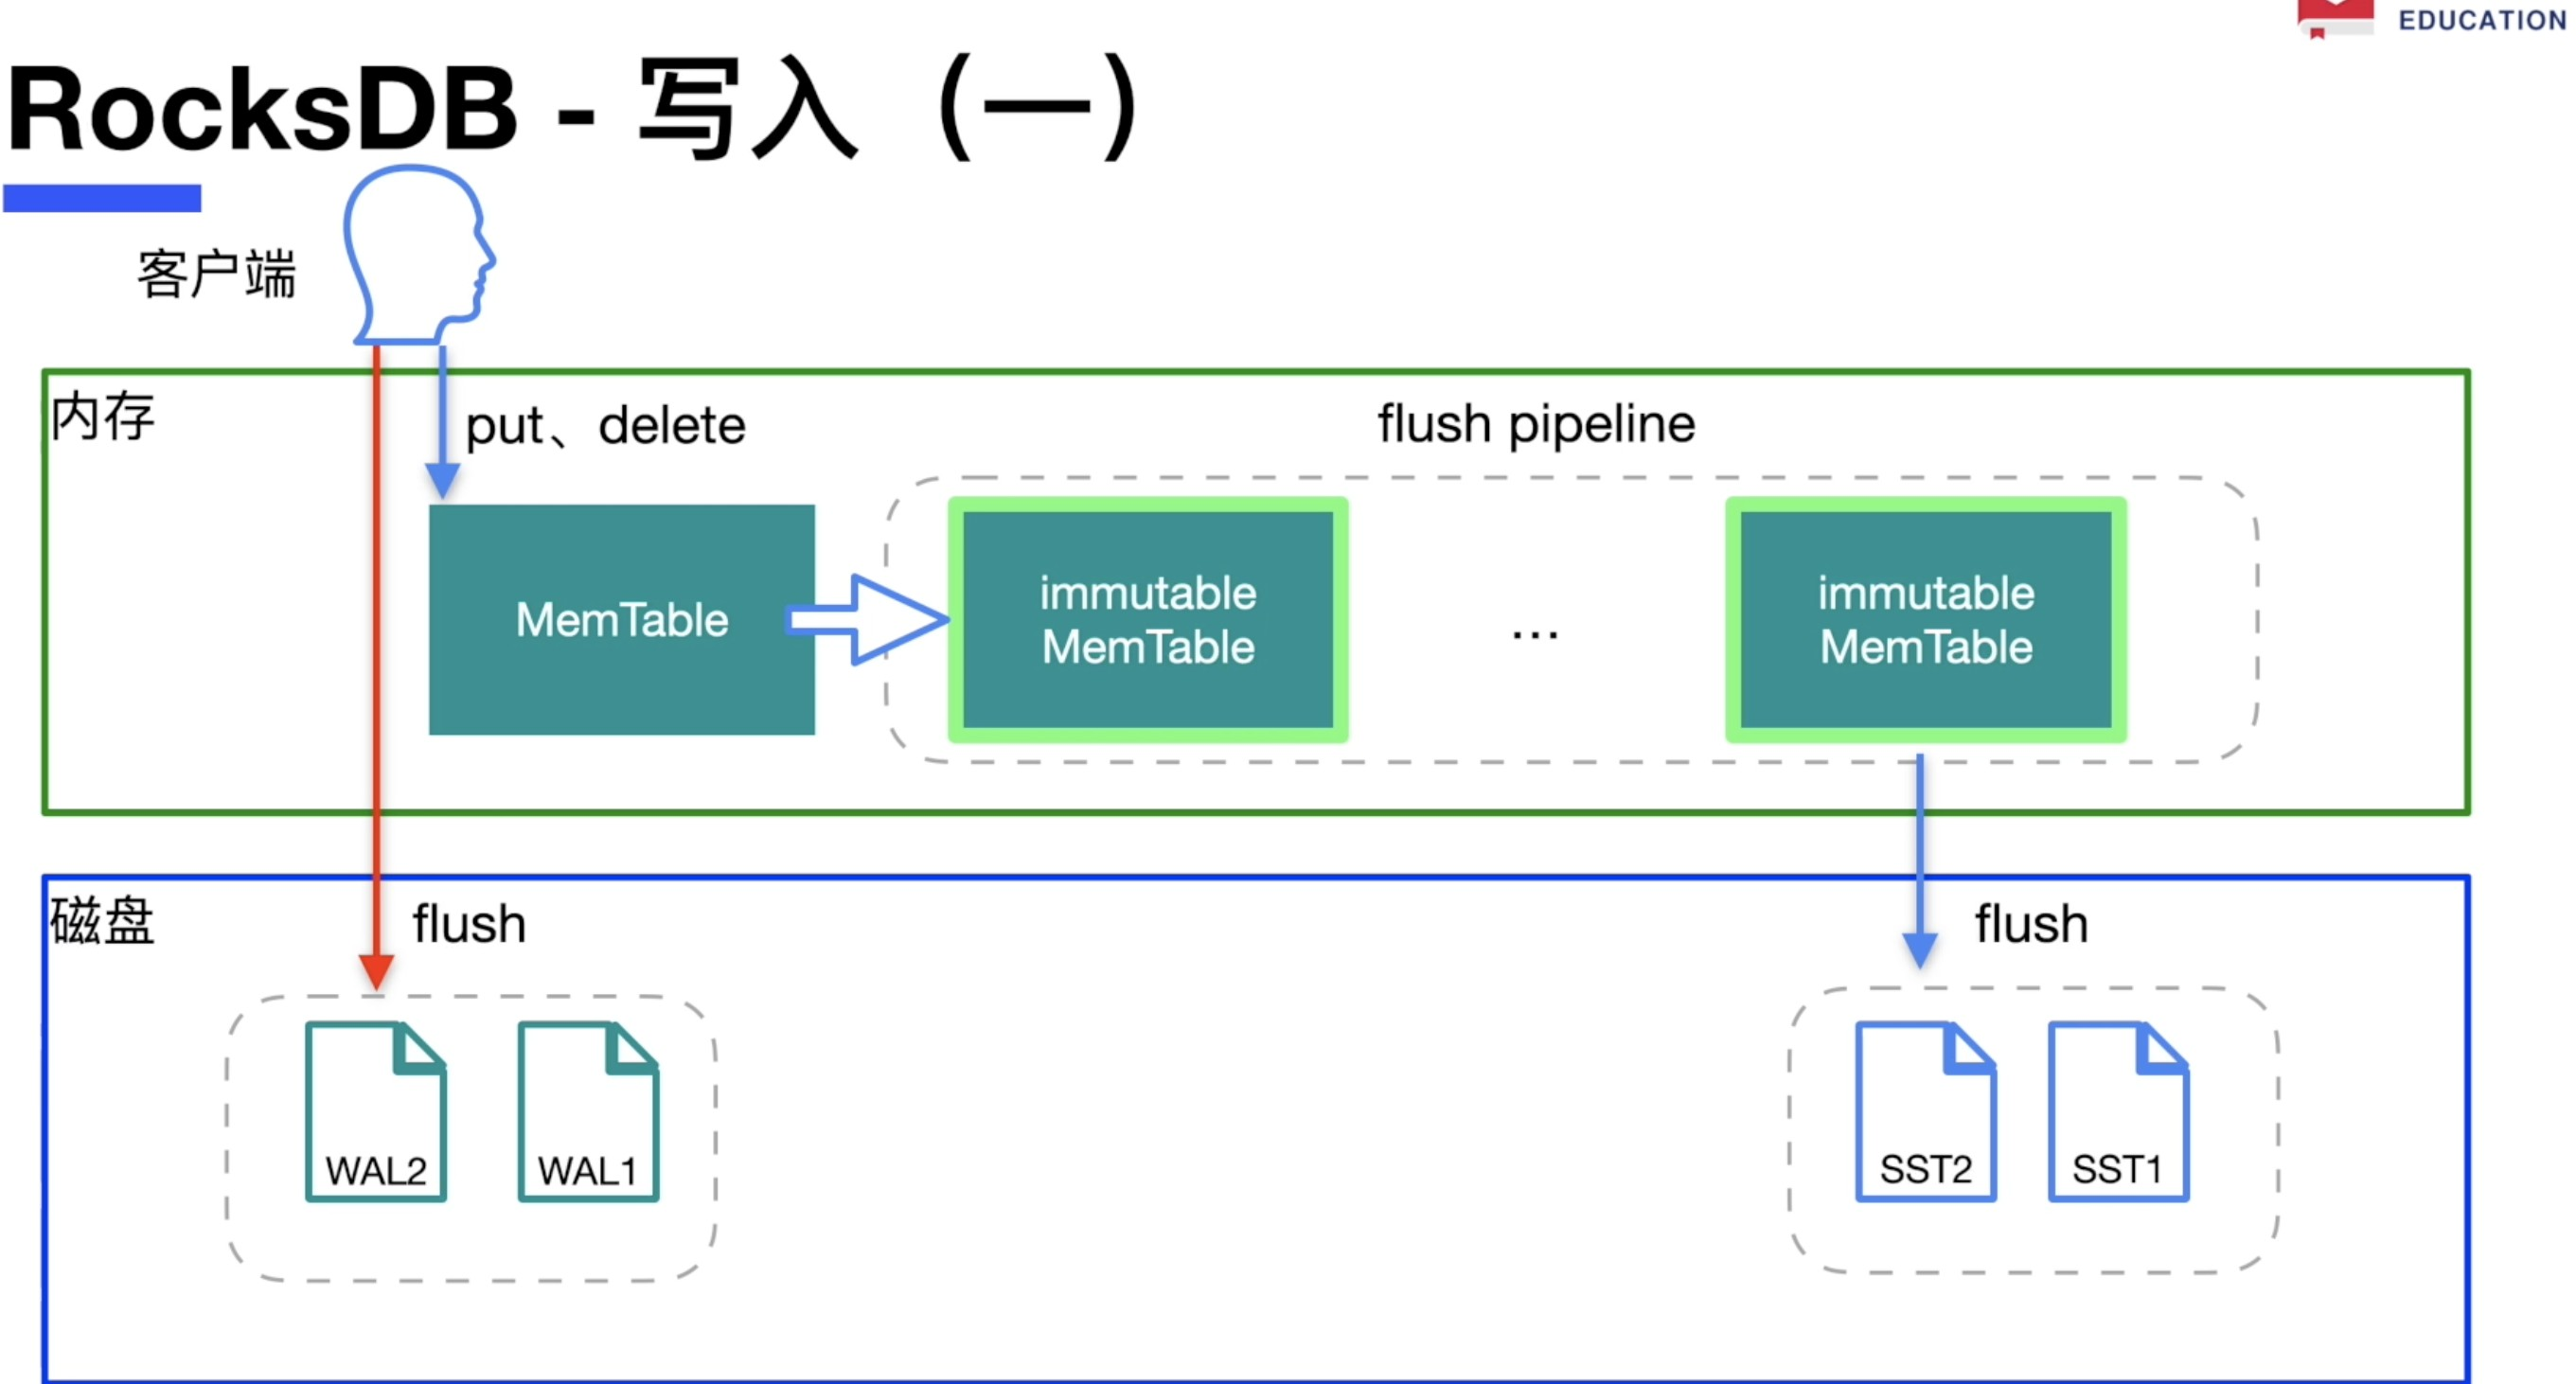 EDUCATION
RocksDB - 写入（一）
客户端
内存
put、delete
flush pipeline
MemTable
immutable
MemTable
...
immutable
MemTable
磁盘
flush
flush
WAL2
WAL1
SST2
SST1